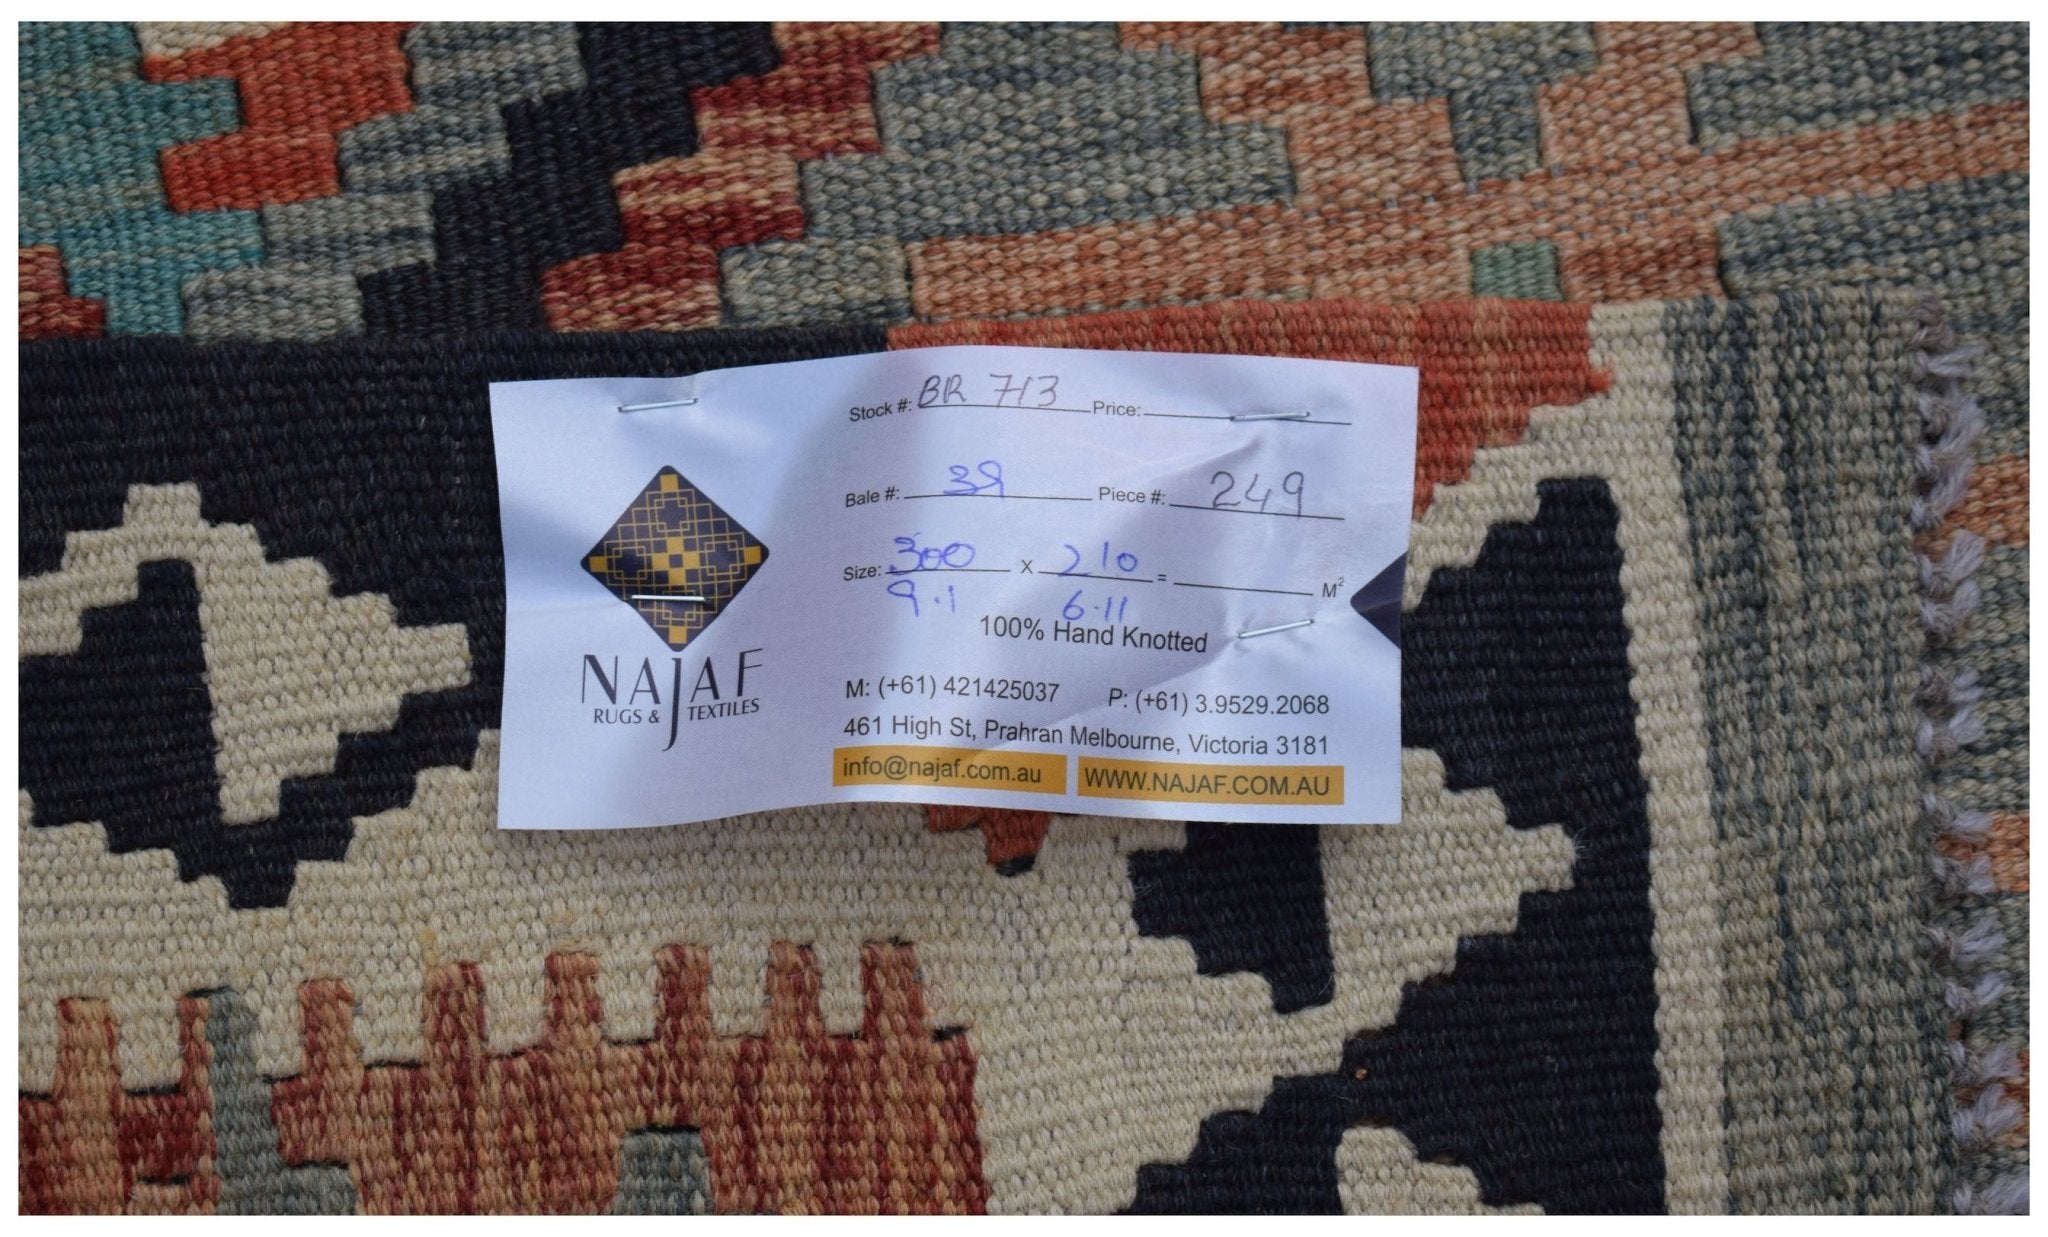 Stock #: BR 713 Price:
Bale #: 39 Piece #: 249
Size: 300 x 210 = M²
9.1 6.11
100% Hand Knotted
NAJAF
RUGS & TEXTILES
M: (+61) 421425037 P: (+61) 3.9529.2068
461 High St, Prahran Melbourne, Victoria 3181
info@najaf.com.au WWW.NAJAF.COM.AU